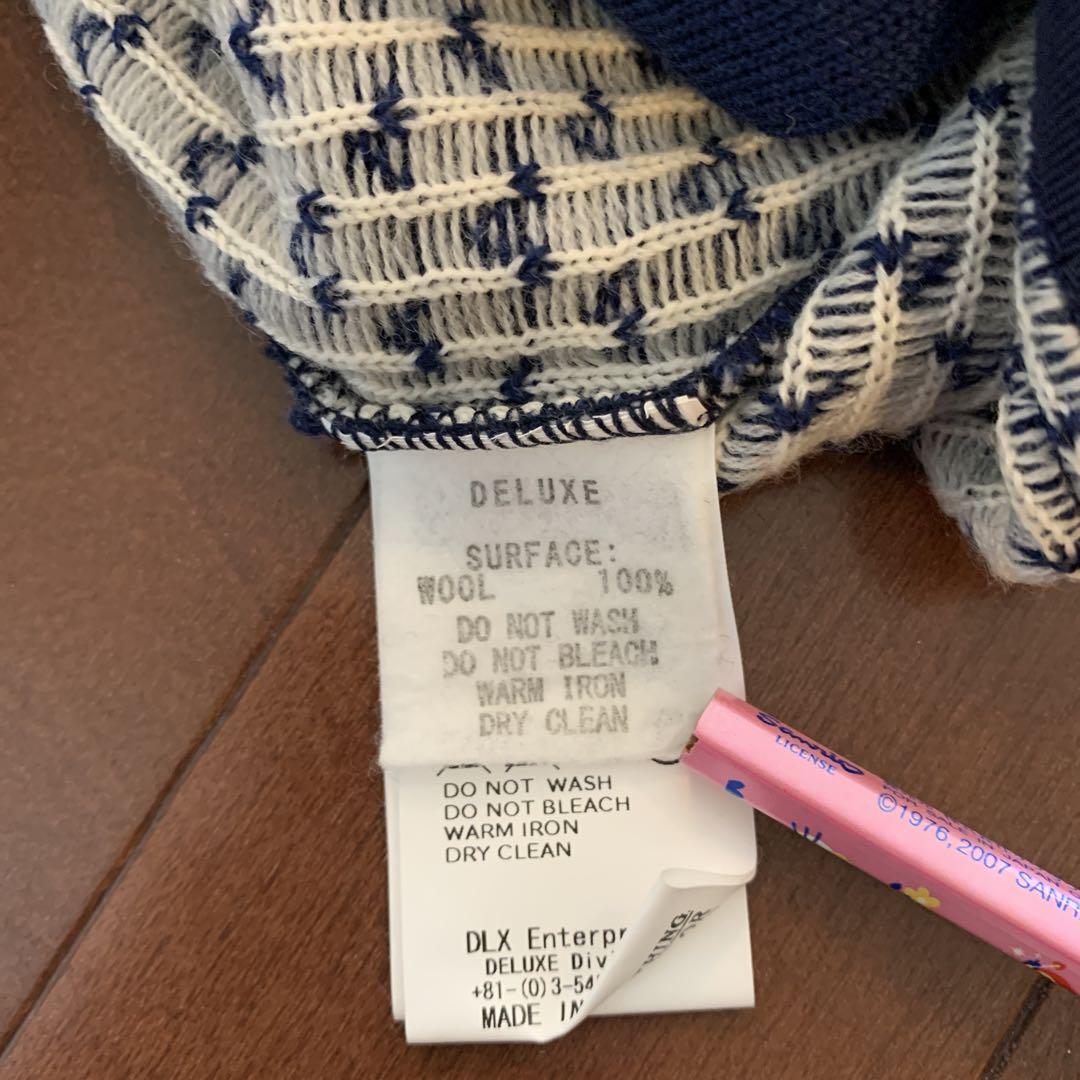 DELUXE
SURFACE:
WOOL 100%
DO NOT WASH
DO NOT BLEACH
WARM IRON
DRY CLEAN
DO NOT WASH
DO NOT BLEACH
WARM IRON
DRY CLEAN
DLX Enterpr
DELUXE Div
+81-(0)3-54
MADE IN
LICENSE
©1976, 2007 SANR